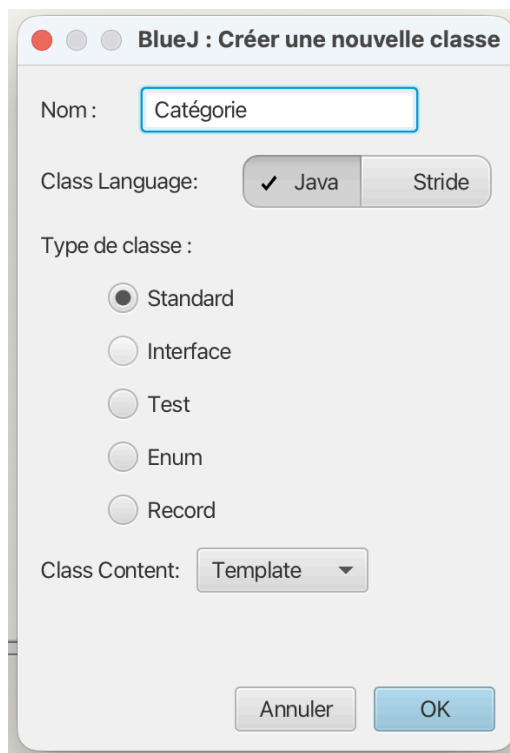 BlueJ : Créer une nouvelle classe
Nom : Catégorie
Class Language: ✓ Java Stride
Type de classe :
Standard
Interface
Test
Enum
Record
Class Content: Template
Annuler OK